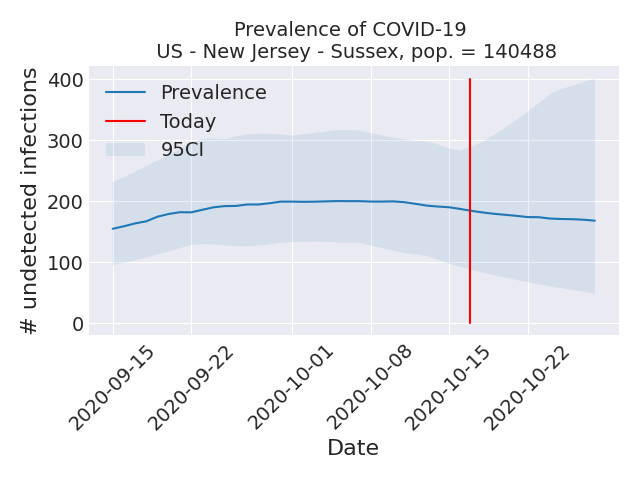 Prevalence of COVID-19
US - New Jersey - Sussex, pop. = 140488
# undetected infections
400
300
200
100
0
Prevalence
Today
95CI
2020-09-15
2020-09-22
2020-10-01
2020-10-08
2020-10-15
2020-10-22
Date